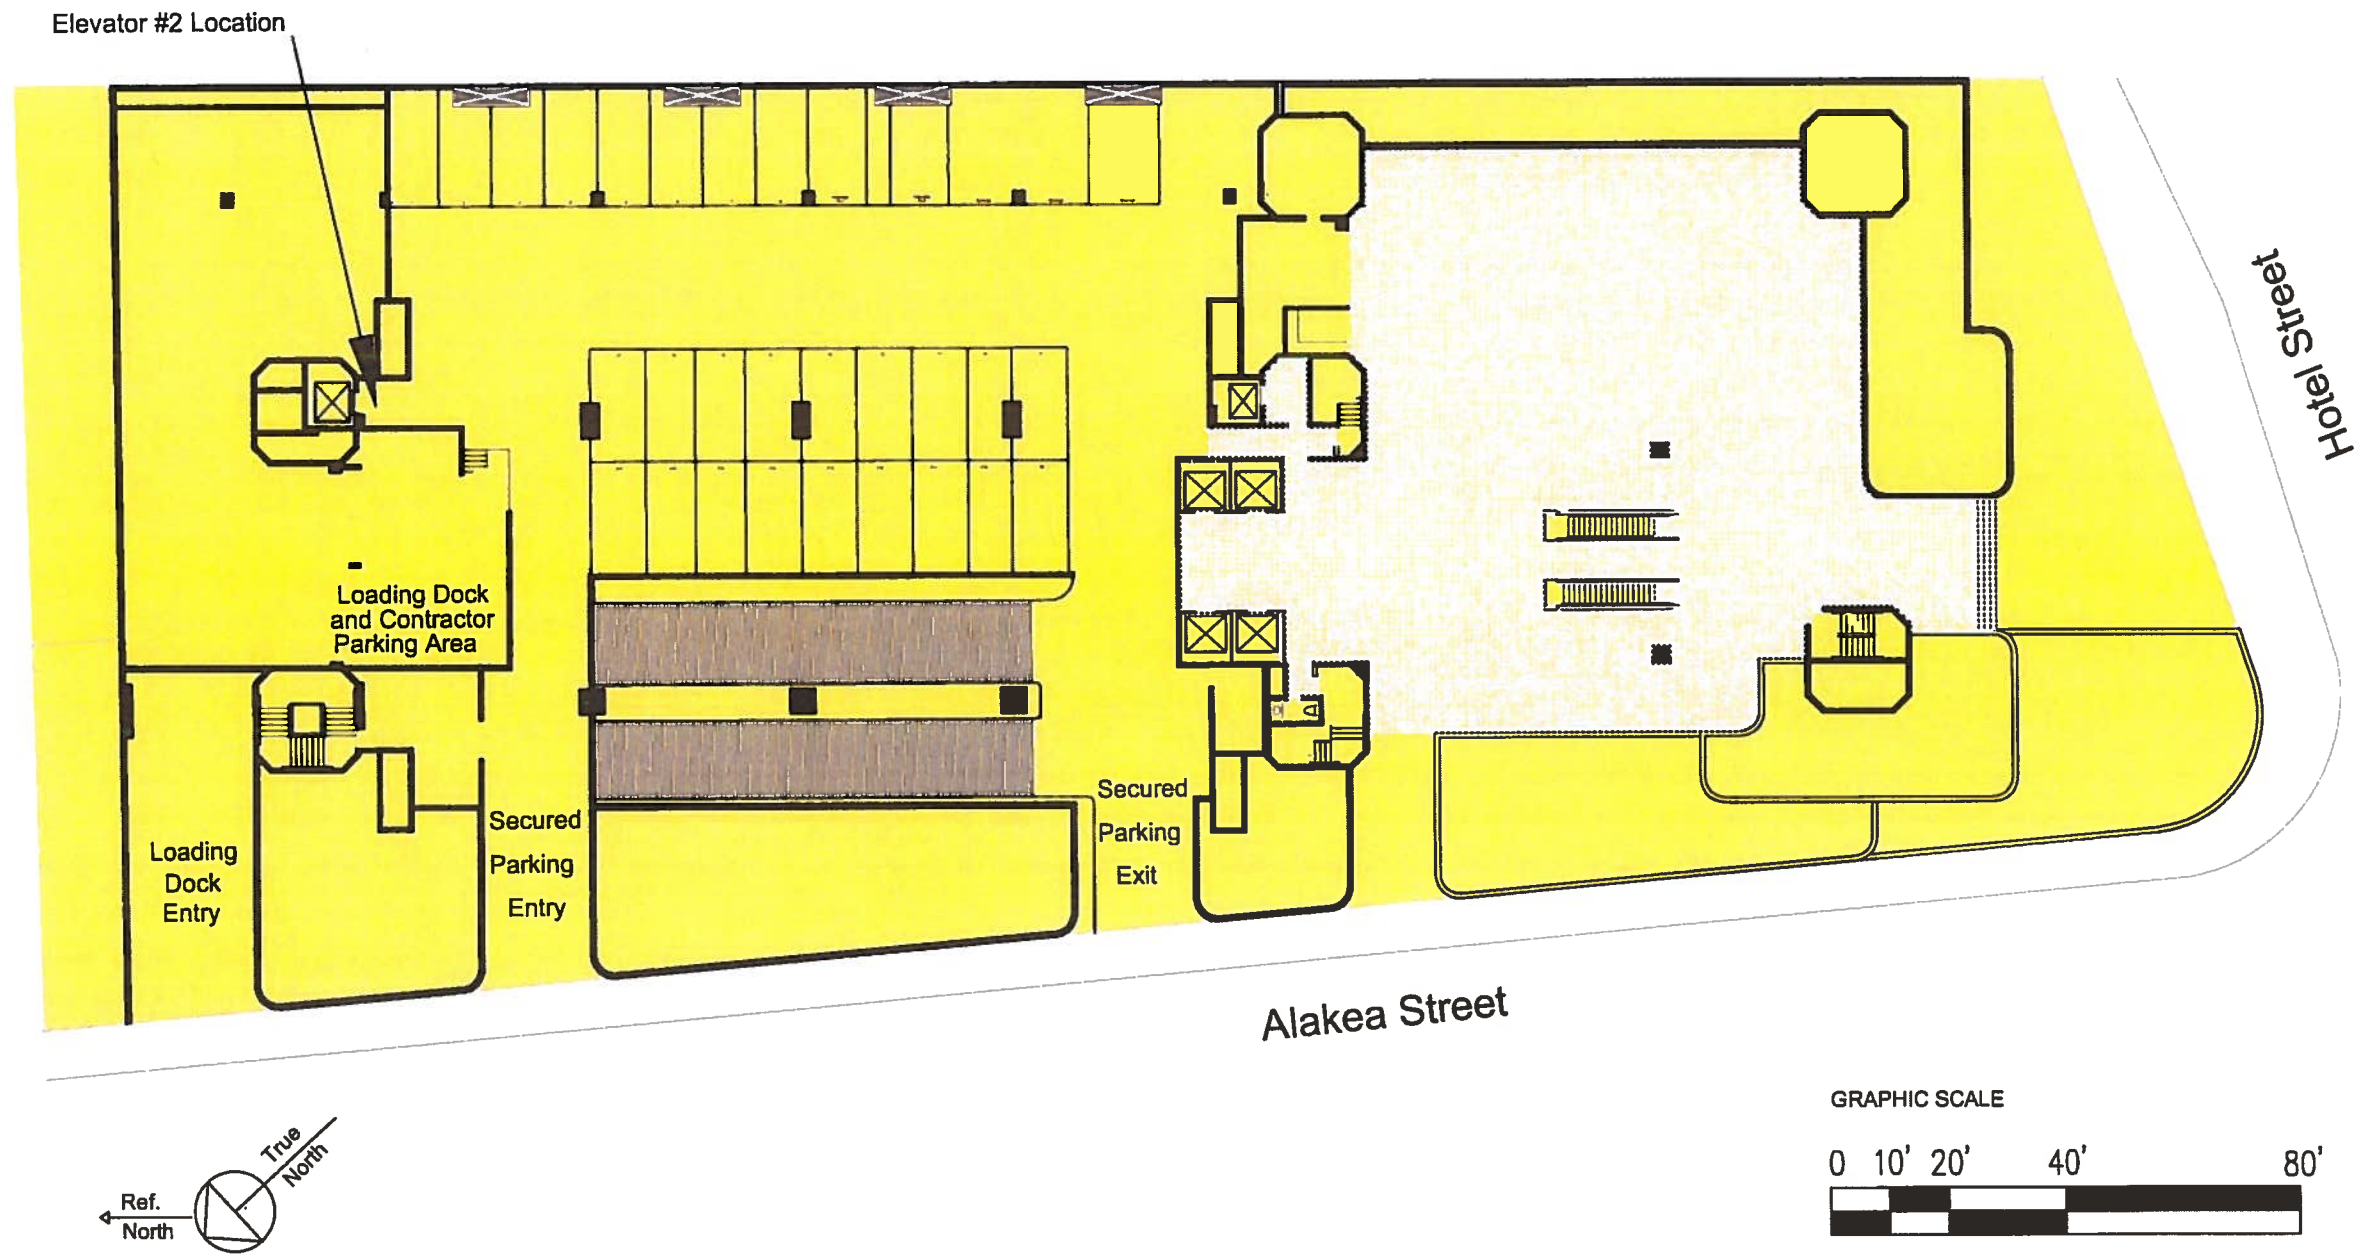 Elevator #2 Location
Hotel Street
Loading Dock
and Contractor
Parking Area
Secured
Parking
Exit
Secured
Parking
Entry
Loading
Dock
Entry
Alakea Street
GRAPHIC SCALE
0 10' 20' 40' 80'
True
North
Ref.
North